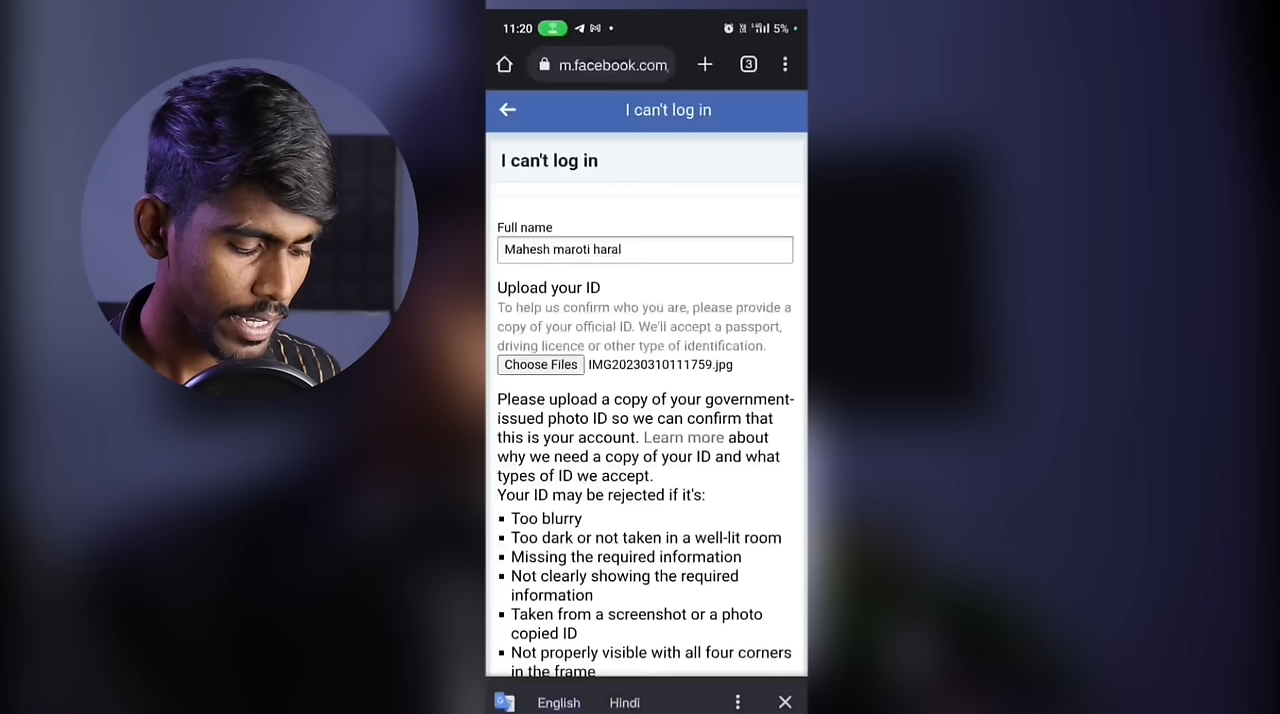 11:20 5%
m.facebook.com 3
I can't log in
I can't log in
Full name
Mahesh maroti haral
Upload your ID
To help us confirm who you are, please provide a
copy of your official ID. We'll accept a passport,
driving licence or other type of identification.
Choose Files IMG20230310111759.jpg
Please upload a copy of your government-
issued photo ID so we can confirm that
this is your account. Learn more about
why we need a copy of your ID and what
types of ID we accept.
Your ID may be rejected if it's:
▪ Too blurry
▪ Too dark or not taken in a well-lit room
▪ Missing the required information
▪ Not clearly showing the required
information
▪ Taken from a screenshot or a photo
copied ID
▪ Not properly visible with all four corners
in the frame
English Hindi